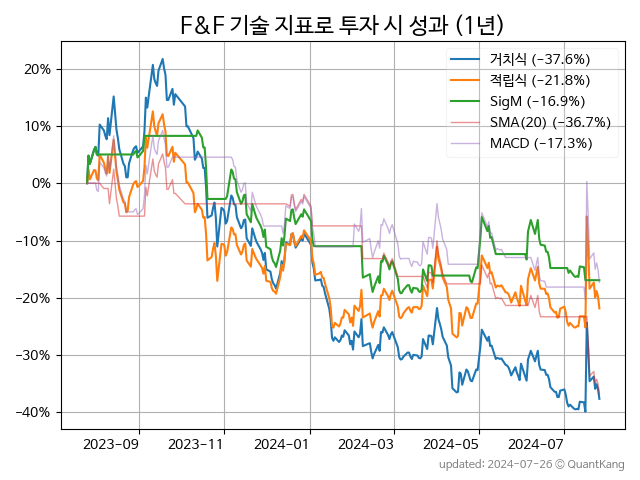 F&F 기술 지표로 투자 시 성과 (1년)
거치식 (−37.6%)
적립식 (−21.8%)
SigM (−16.9%)
SMA(20) (−36.7%)
MACD (−17.3%)
20%
10%
0%
−10%
−20%
−30%
−40%
2023−09 2023−11 2024−01 2024−03 2024−05 2024−07
updated: 2024-07-26 © QuantKang